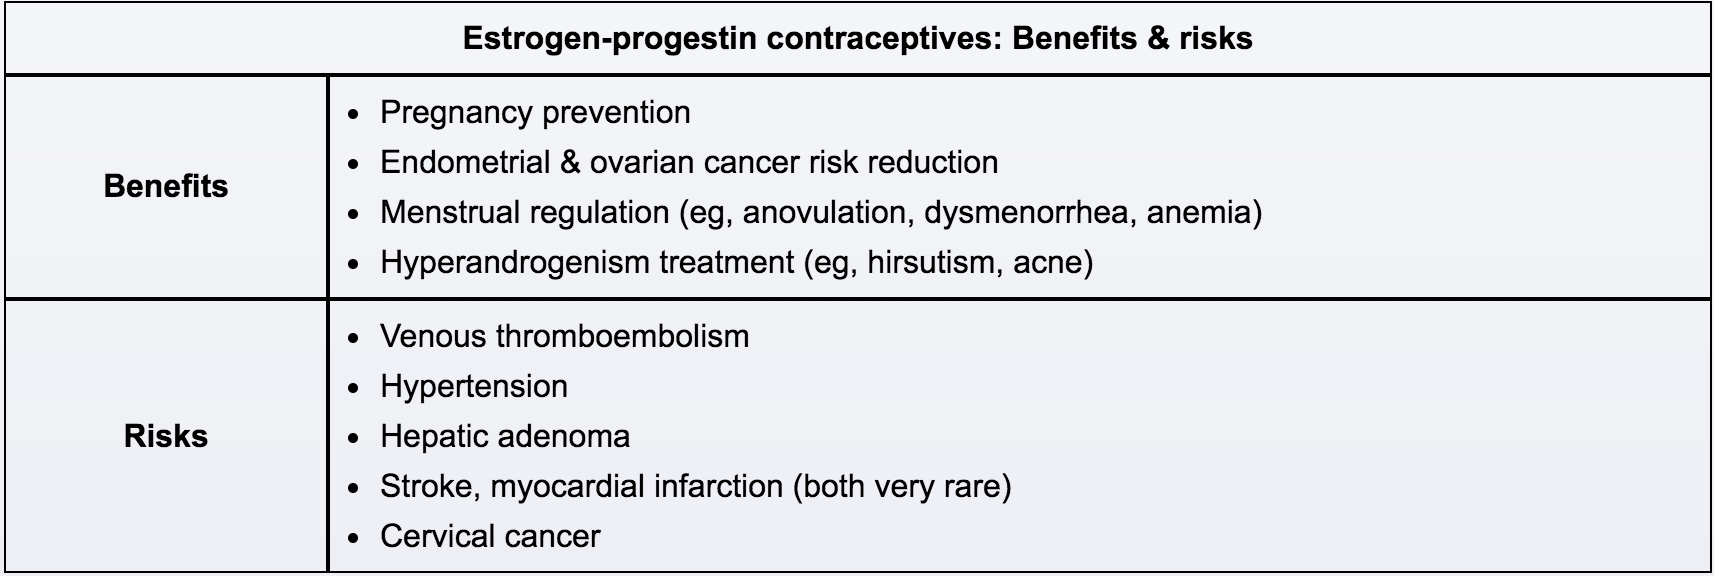 Estrogen-progestin contraceptives: Benefits & risks
Benefits
• Pregnancy prevention
• Endometrial & ovarian cancer risk reduction
• Menstrual regulation (eg, anovulation, dysmenorrhea, anemia)
• Hyperandrogenism treatment (eg, hirsutism, acne)
Risks
• Venous thromboembolism
• Hypertension
• Hepatic adenoma
• Stroke, myocardial infarction (both very rare)
• Cervical cancer